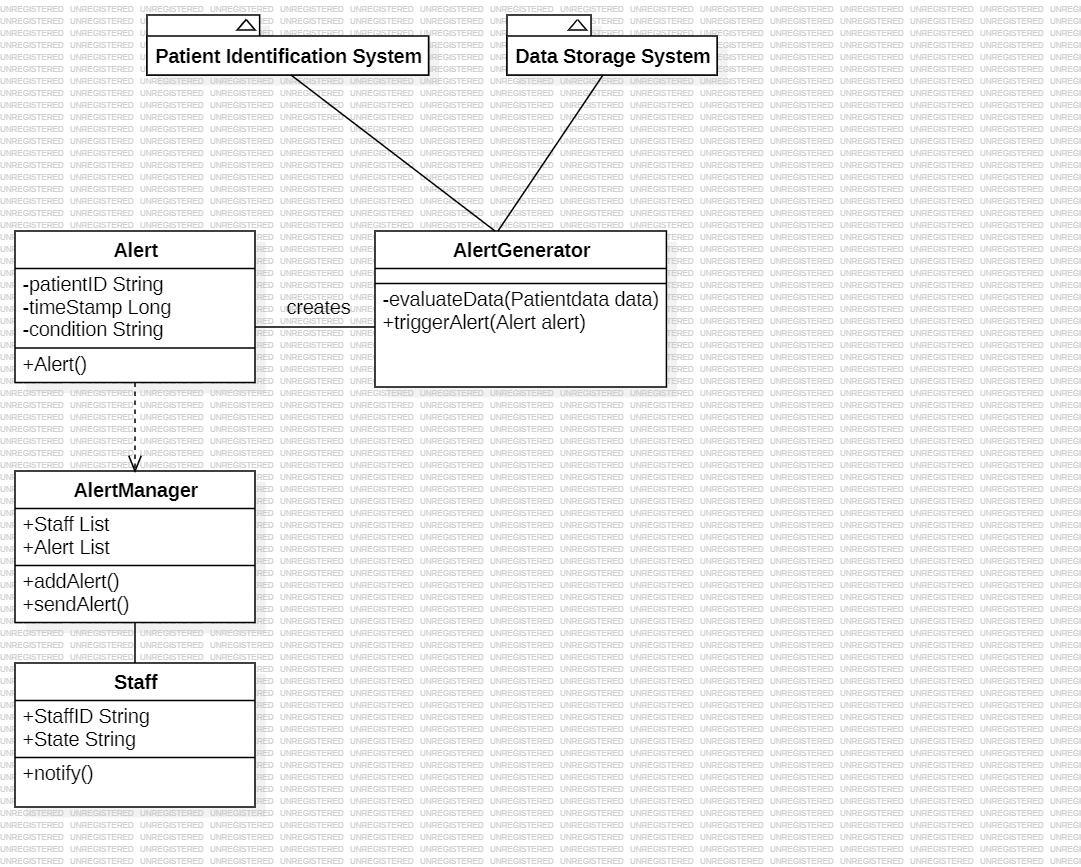 Patient Identification System
Data Storage System
Alert
-patientID String
-timeStamp Long
-condition String
+Alert()
creates
AlertGenerator
-evaluateData(Patientdata data)
+triggerAlert(Alert alert)
AlertManager
+Staff List
+Alert List
+addAlert()
+sendAlert()
Staff
+StaffID String
+State String
+notify()
UNREGISTERED